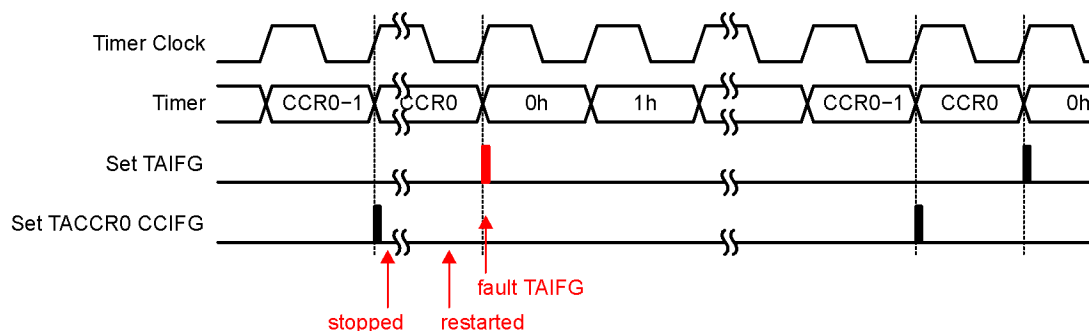 Timer Clock
Timer CCR0−1 CCR0 0h 1h CCR0−1 CCR0 0h
Set TAIFG
Set TACCR0 CCIFG
fault TAIFG
stopped restarted